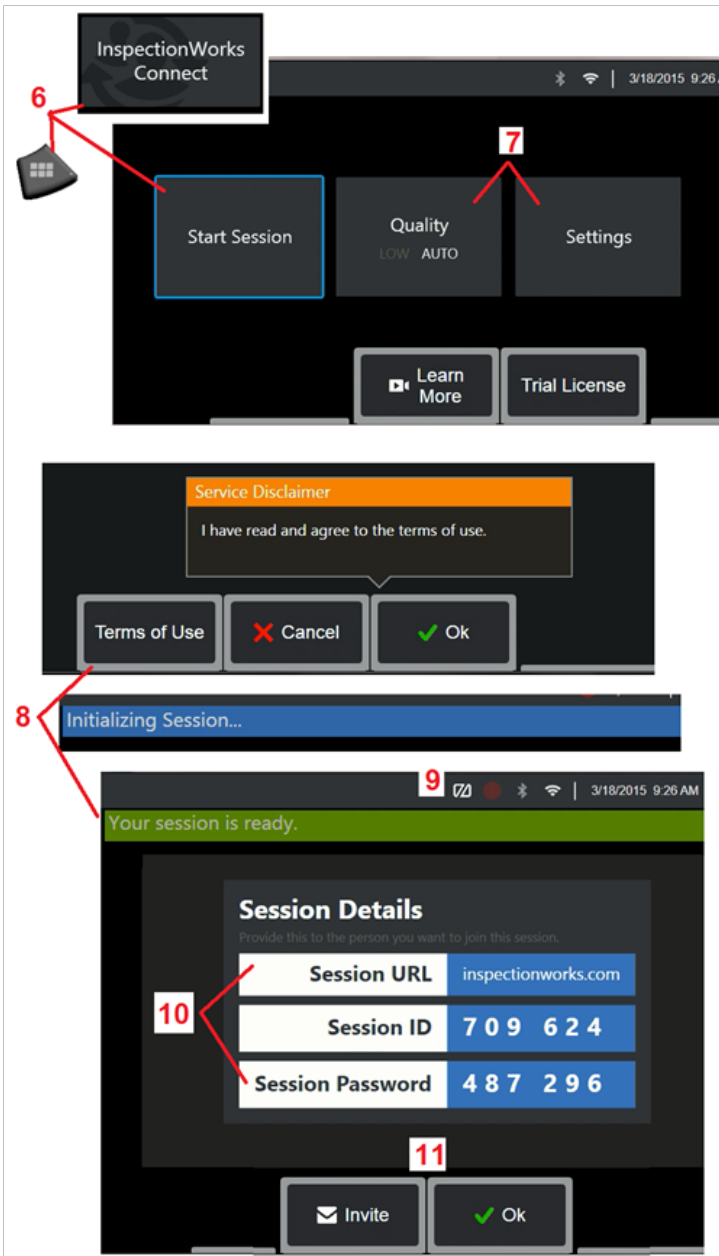 InspectionWorks
Connect
6
3/18/2015 9:26
7
Start Session
Quality
LOW AUTO
Settings
Learn
More
Trial License
Service Disclaimer
I have read and agree to the terms of use.
Terms of Use
Cancel
Ok
8
Initializing Session...
9
3/18/2015 9:26 AM
Your session is ready.
Session Details
Provide this to the person you want to join this session.
10
Session URL inspectionworks.com
Session ID 709 624
Session Password 487 296
11
Invite
Ok